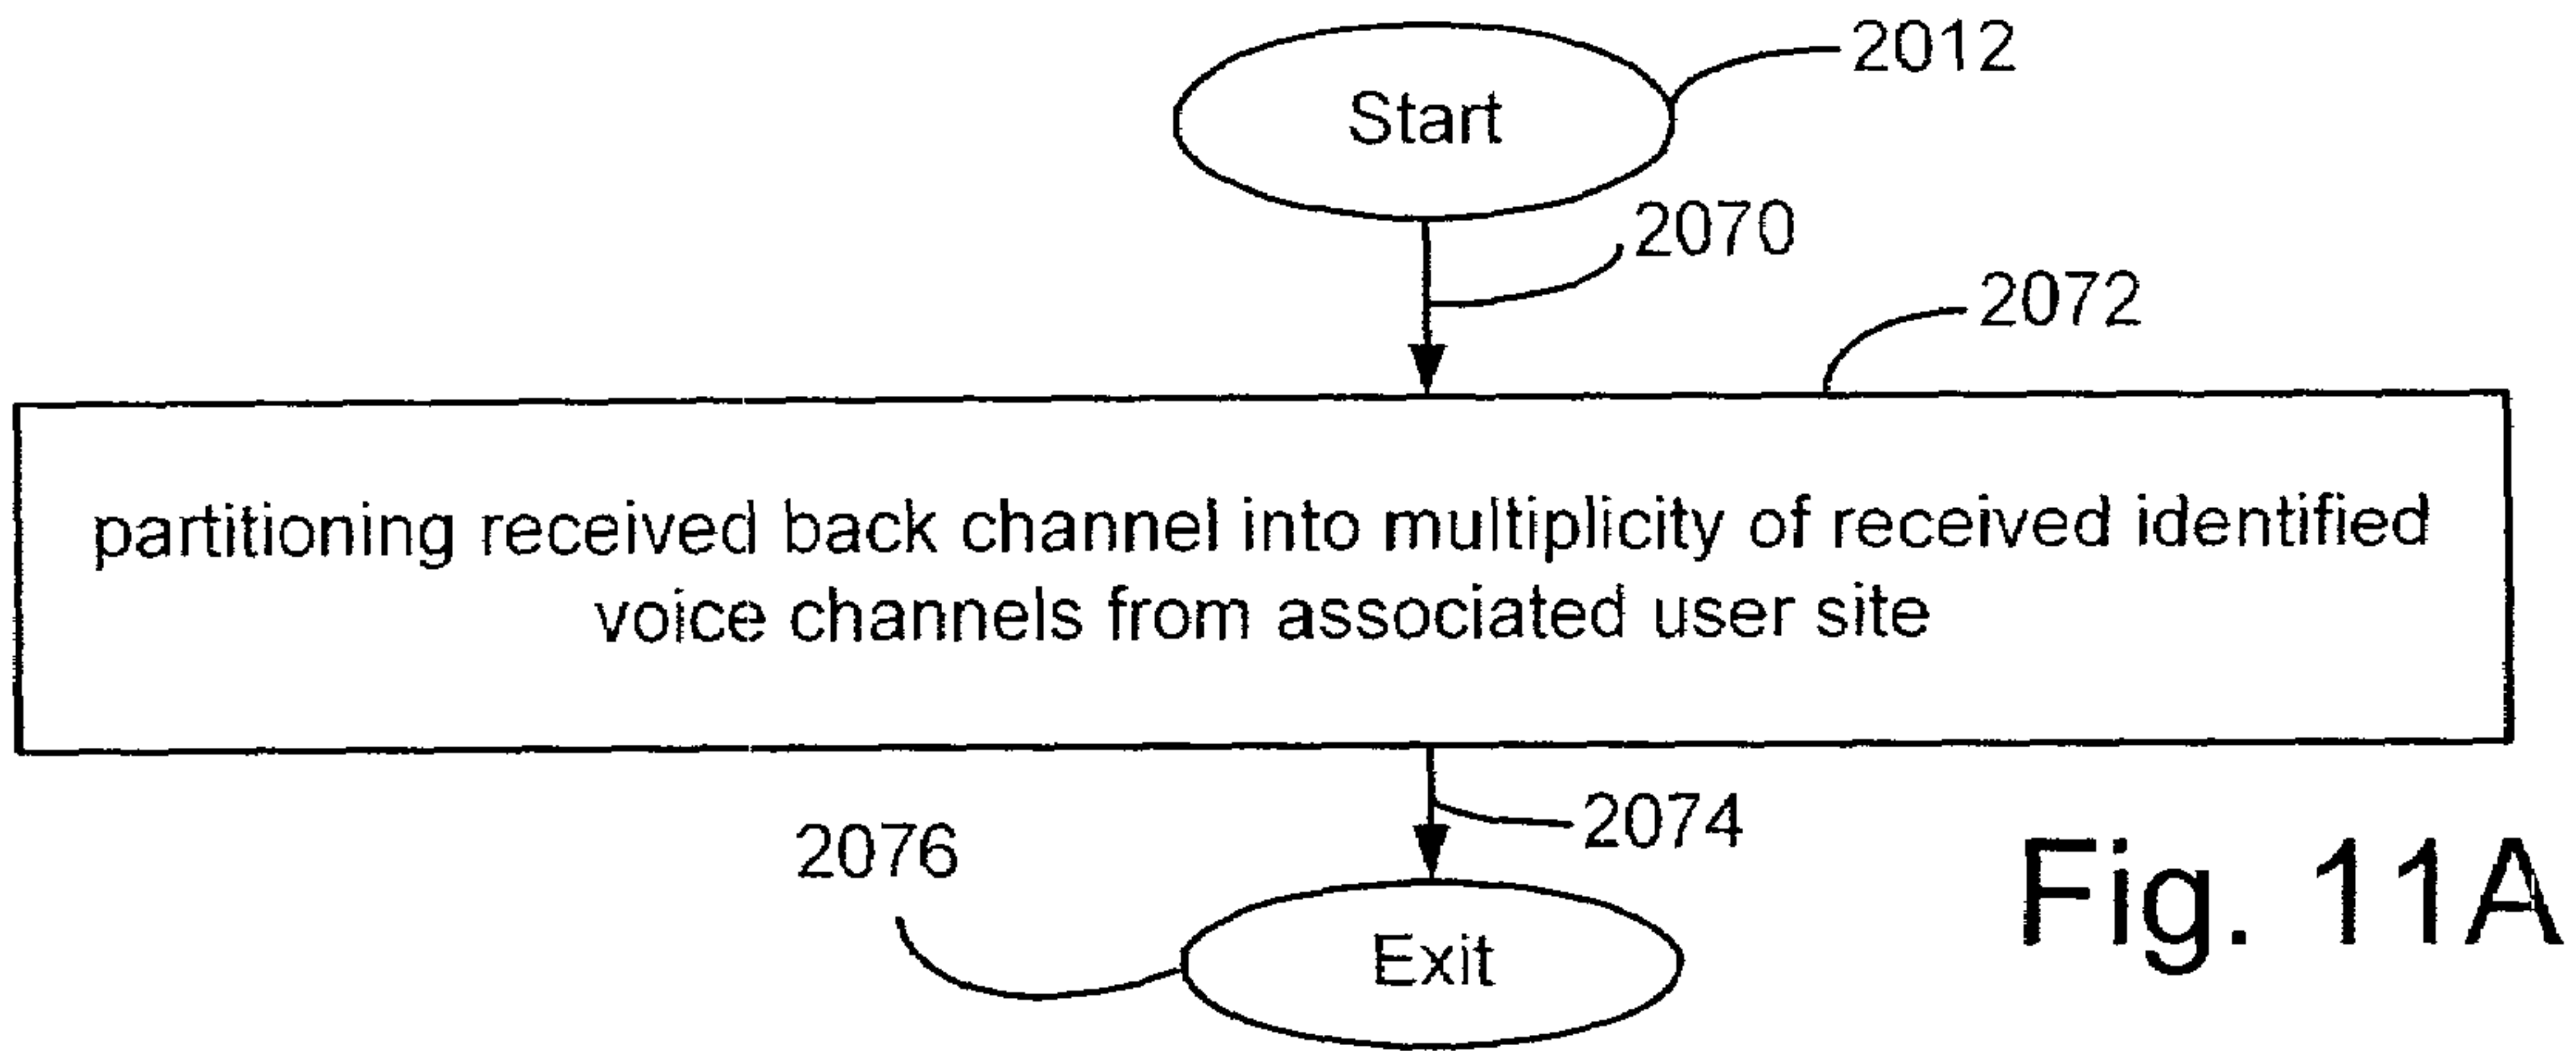 2012
Start
2070
2072
partitioning received back channel into multiplicity of received identified
voice channels from associated user site
2074
2076
Exit
Fig. 11A